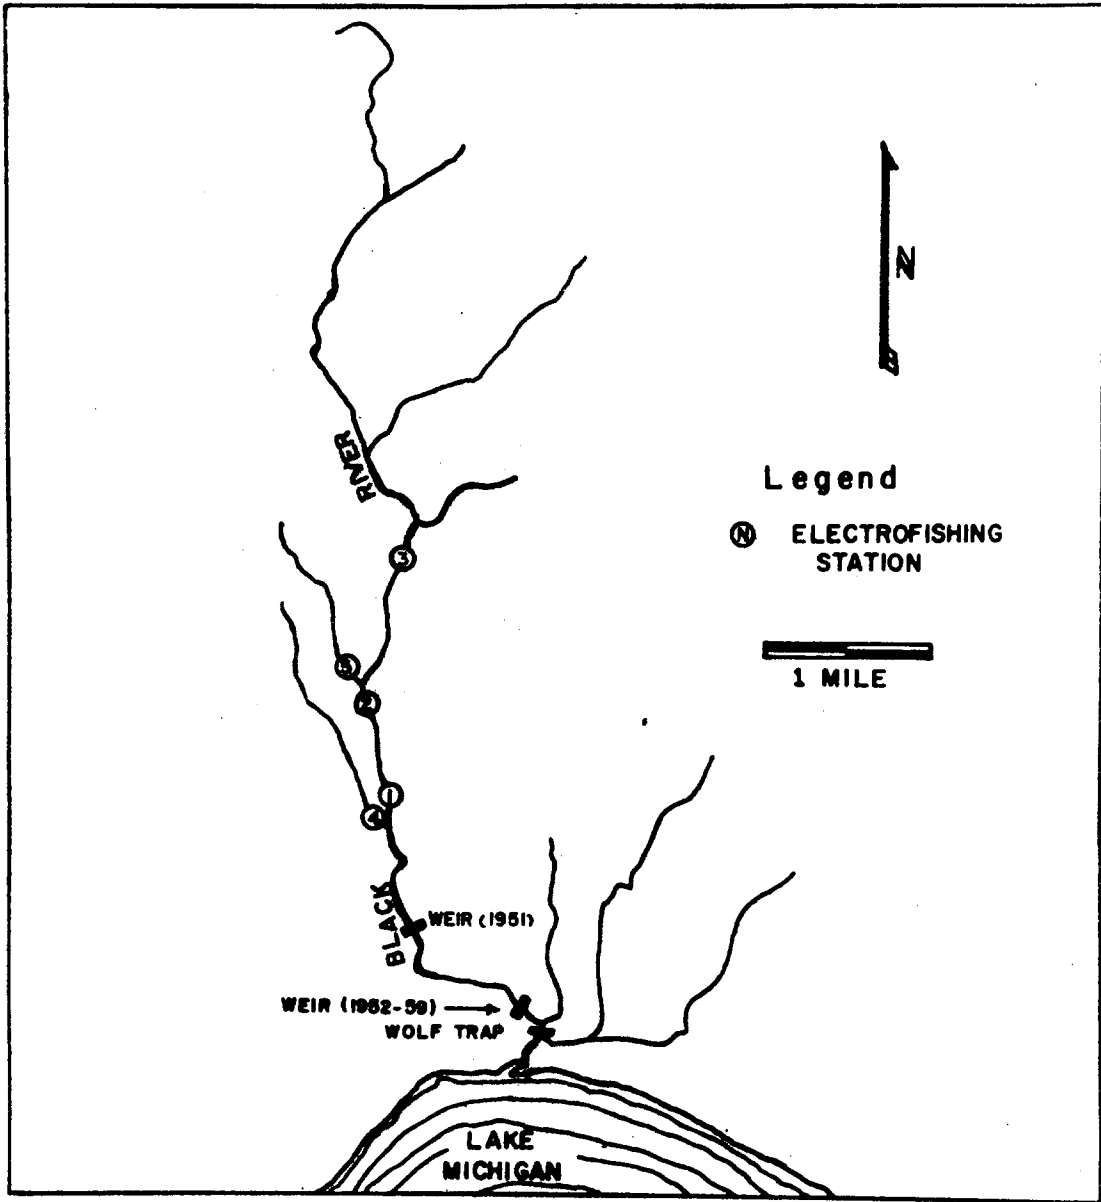 N
RIVER
Legend
Ⓝ ELECTROFISHING
STATION
3
1 MILE
5
2
1
4
BLACK
WEIR (1951)
WEIR (1952-59)
WOLF TRAP
LAKE
MICHIGAN